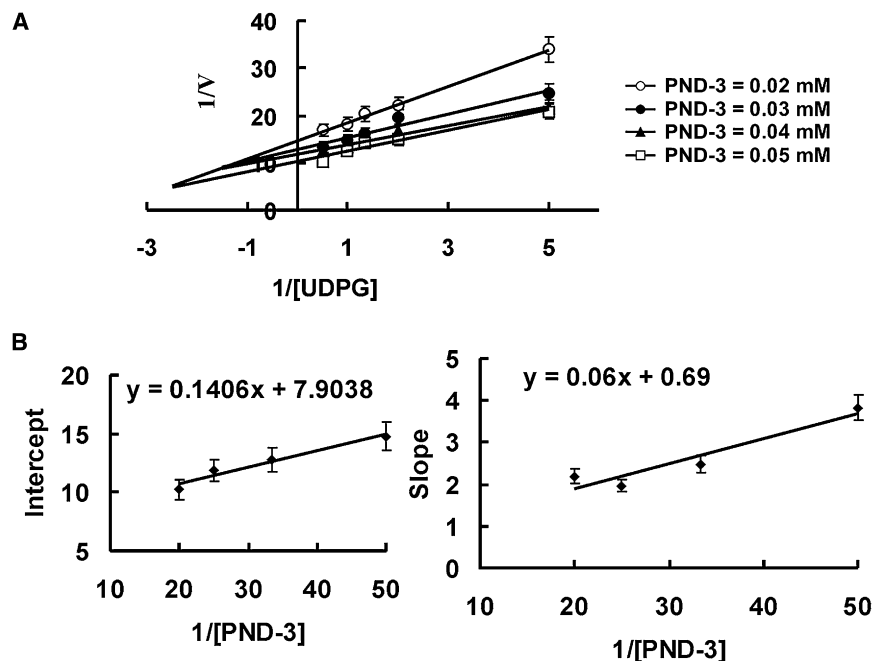 A
40
30
20
10
0
1/V
-3 -1 1 3 5
1/[UDPG]
PND-3 = 0.02 mM
PND-3 = 0.03 mM
PND-3 = 0.04 mM
PND-3 = 0.05 mM
B
20
15
10
5
Intercept
y = 0.1406x + 7.9038
10 20 30 40 50
1/[PND-3]
5
4
3
2
1
0
Slope
y = 0.06x + 0.69
10 20 30 40 50
1/[PND-3]